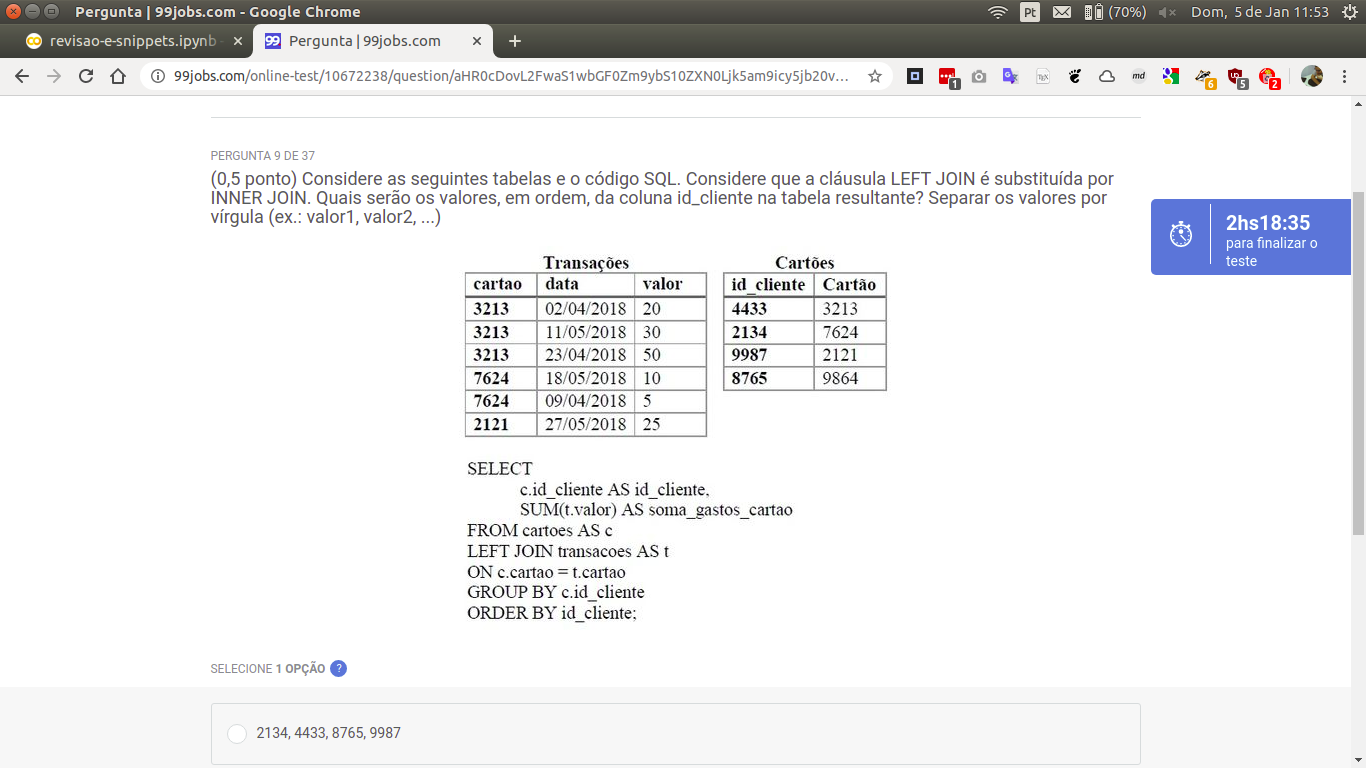 Pergunta | 99jobs.com - Google Chrome
Pt
(70%)
Dom, 5 de Jan 11:53
revisao-e-snippets.ipynb
Pergunta | 99jobs.com
99jobs.com/online-test/10672238/question/aHR0cDovL2FwaS1wbGF0Zm9ybS10ZXN0Ljk5am9icy5jb20v...
1
md
6
5
2
PERGUNTA 9 DE 37
(0,5 ponto) Considere as seguintes tabelas e o código SQL. Considere que a cláusula LEFT JOIN é substituída por
INNER JOIN. Quais serão os valores, em ordem, da coluna id_cliente na tabela resultante? Separar os valores por
vírgula (ex.: valor1, valor2, ...)
2hs18:35
para finalizar o
teste
Transações
cartao data valor
3213 02/04/2018 20
3213 11/05/2018 30
3213 23/04/2018 50
7624 18/05/2018 10
7624 09/04/2018 5
2121 27/05/2018 25
Cartões
id_cliente Cartão
4433 3213
2134 7624
9987 2121
8765 9864
SELECT
c.id_cliente AS id_cliente,
SUM(t.valor) AS soma_gastos_cartao
FROM cartoes AS c
LEFT JOIN transacoes AS t
ON c.cartao = t.cartao
GROUP BY c.id_cliente
ORDER BY id_cliente;
SELECIONE 1 OPÇÃO ?
2134, 4433, 8765, 9987